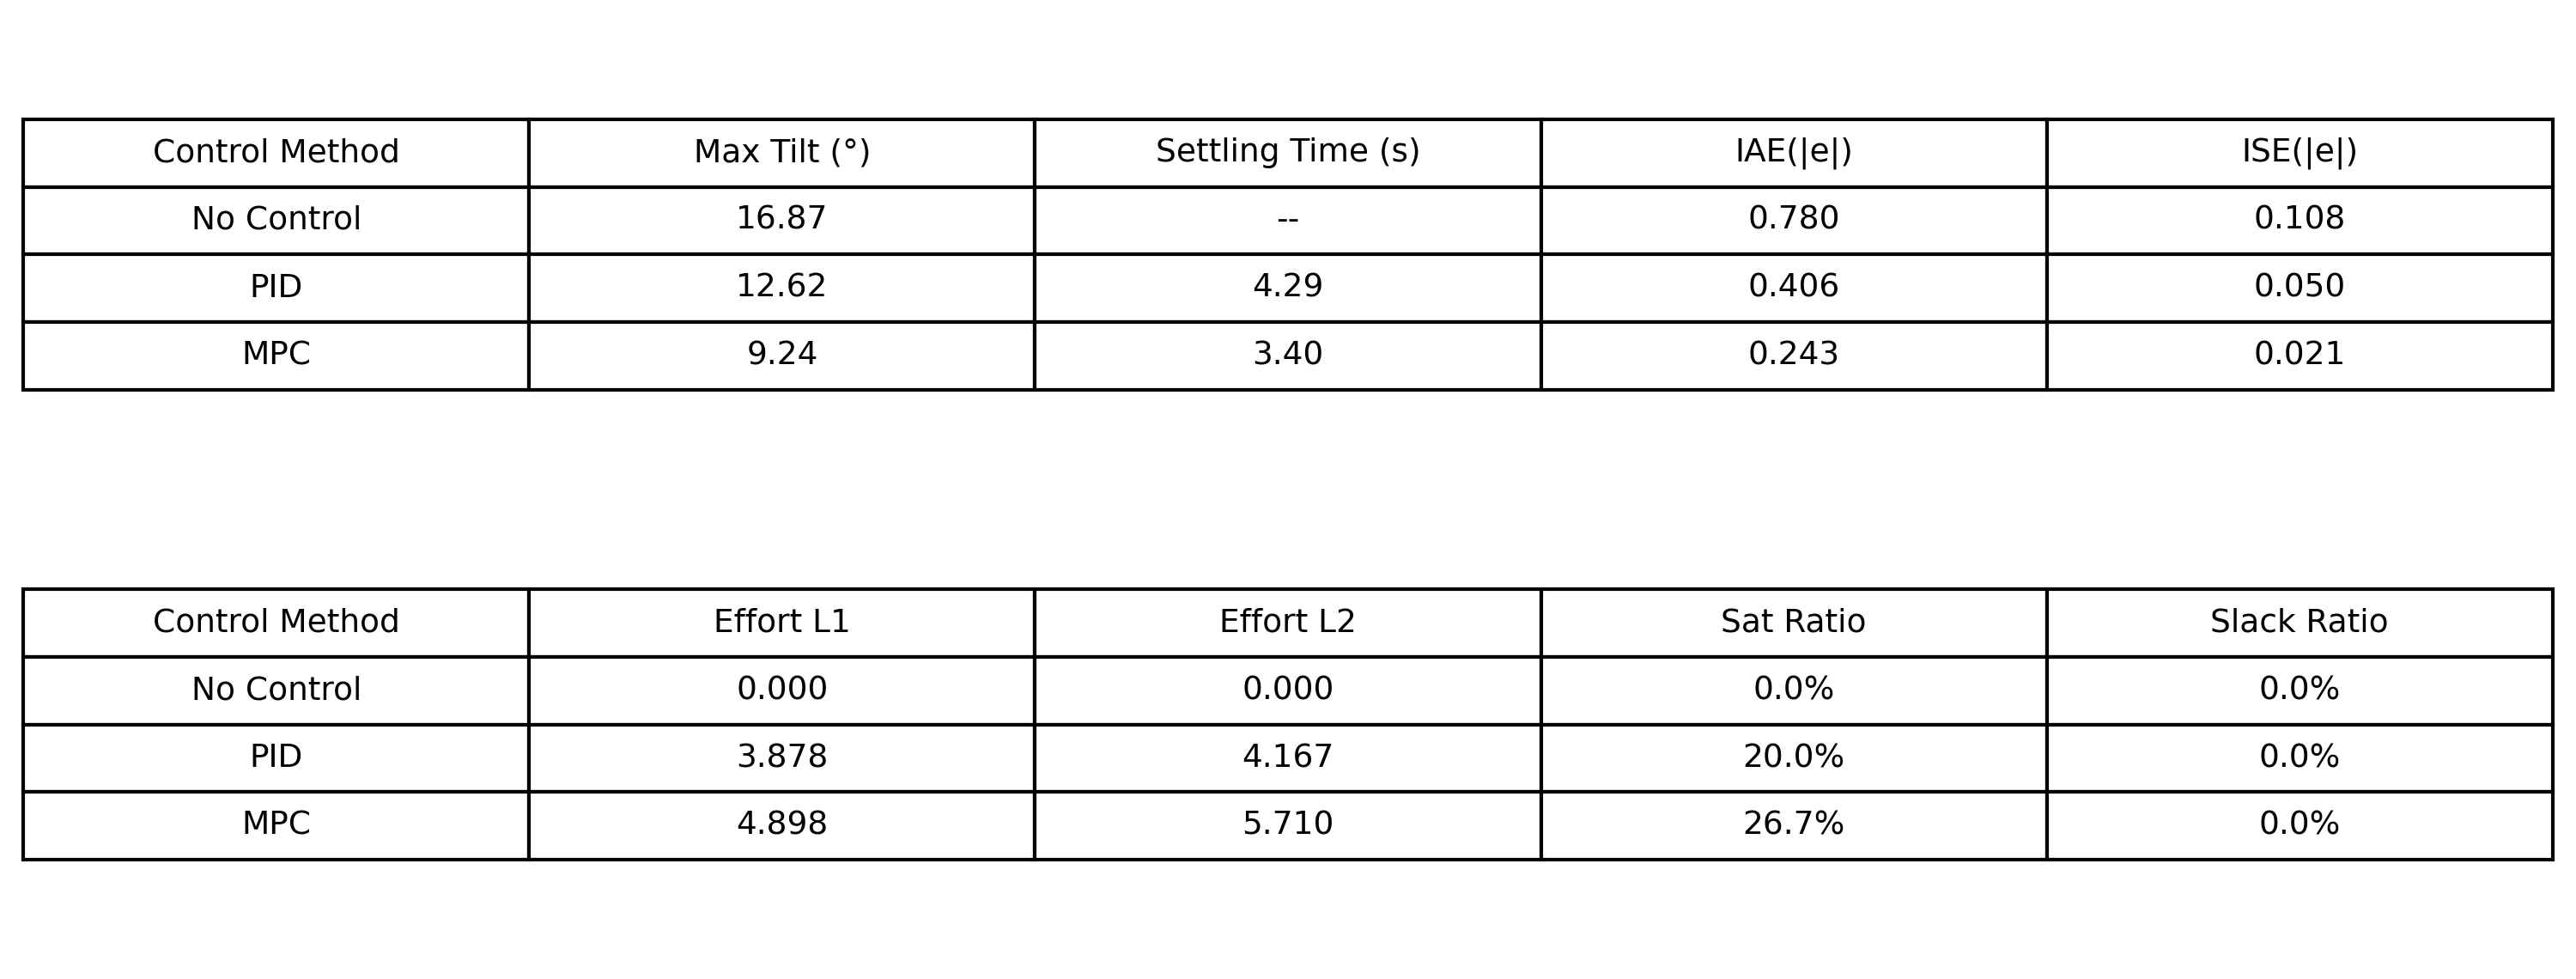 Control Method Max Tilt (°) Settling Time (s) IAE(|e|) ISE(|e|)
No Control 16.87 -- 0.780 0.108
PID 12.62 4.29 0.406 0.050
MPC 9.24 3.40 0.243 0.021
Control Method Effort L1 Effort L2 Sat Ratio Slack Ratio
No Control 0.000 0.000 0.0% 0.0%
PID 3.878 4.167 20.0% 0.0%
MPC 4.898 5.710 26.7% 0.0%